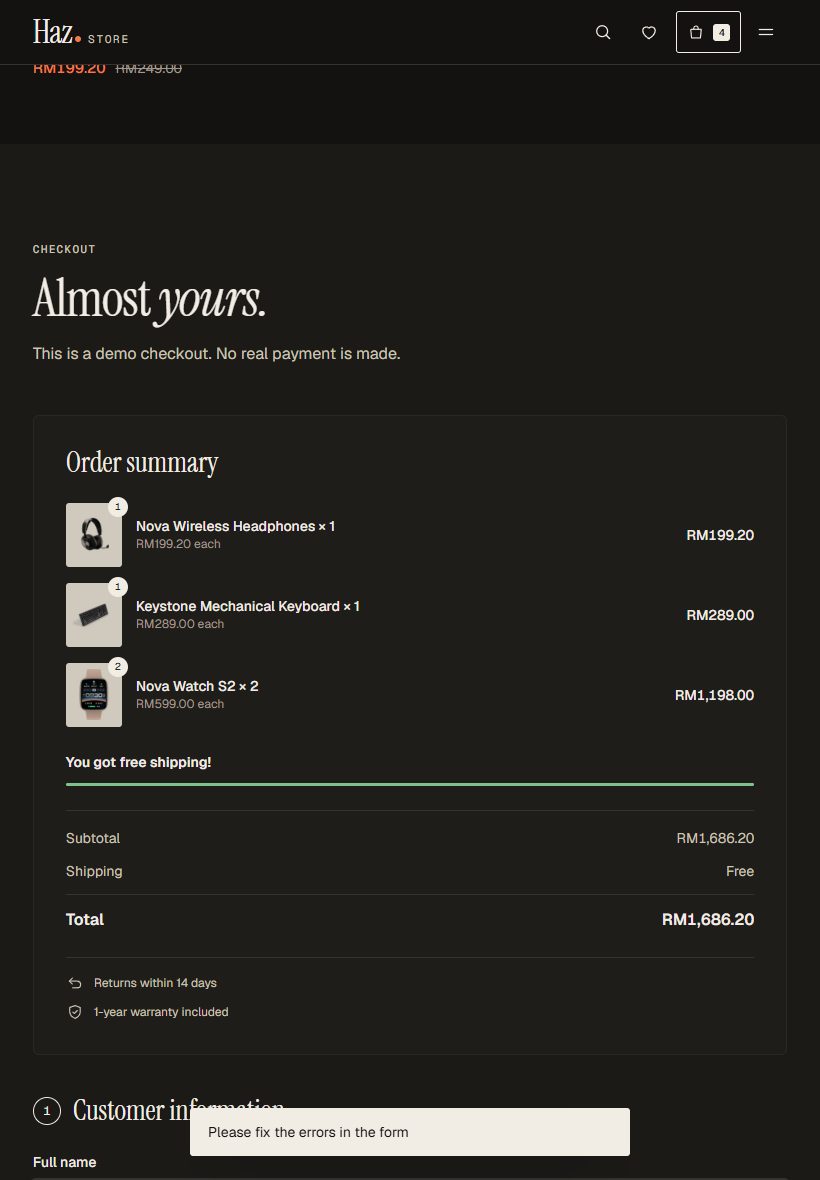 Haz. STORE
4
RM199.20 RM249.00
CHECKOUT
Almost yours.
This is a demo checkout. No real payment is made.
Order summary
1
Nova Wireless Headphones × 1
RM199.20 each
RM199.20
1
Keystone Mechanical Keyboard × 1
RM289.00 each
RM289.00
2
Nova Watch S2 × 2
RM599.00 each
RM1,198.00
You got free shipping!
Subtotal RM1,686.20
Shipping Free
Total RM1,686.20
Returns within 14 days
1-year warranty included
1 Customer information
Please fix the errors in the form
Full name